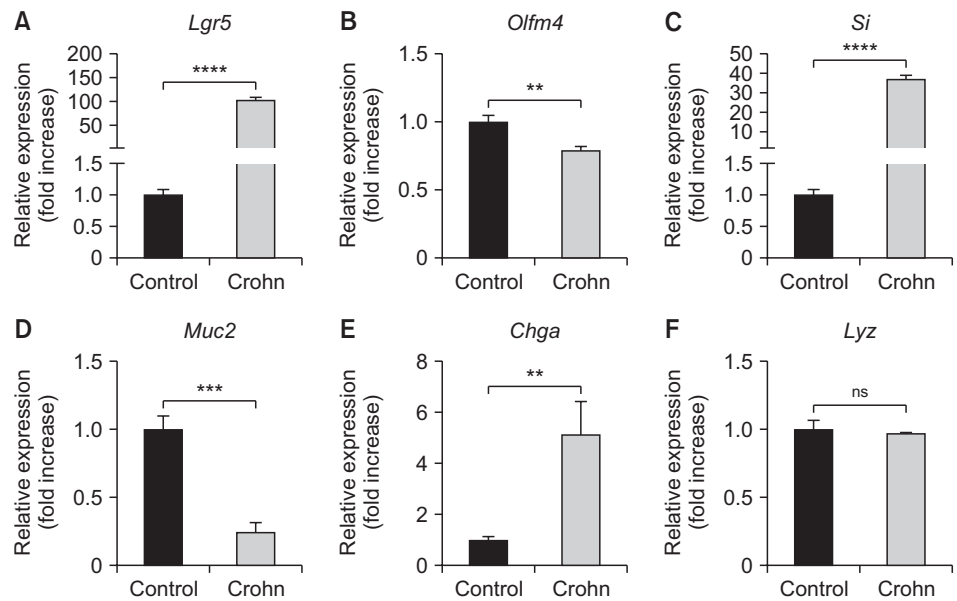 A
Lgr5
Relative expression
(fold increase)
200
150
100
50
1.5
1.0
0.5
0
****
Control
Crohn
B
Olfm4
Relative expression
(fold increase)
1.5
1.0
0.5
0
**
Control
Crohn
C
Si
Relative expression
(fold increase)
50
40
30
20
10
1.5
1.0
0.5
0
****
Control
Crohn
D
Muc2
Relative expression
(fold increase)
1.5
1.0
0.5
0
***
Control
Crohn
E
Chga
Relative expression
(fold increase)
8
6
4
2
0
**
Control
Crohn
F
Lyz
Relative expression
(fold increase)
1.5
1.0
0.5
0
ns
Control
Crohn